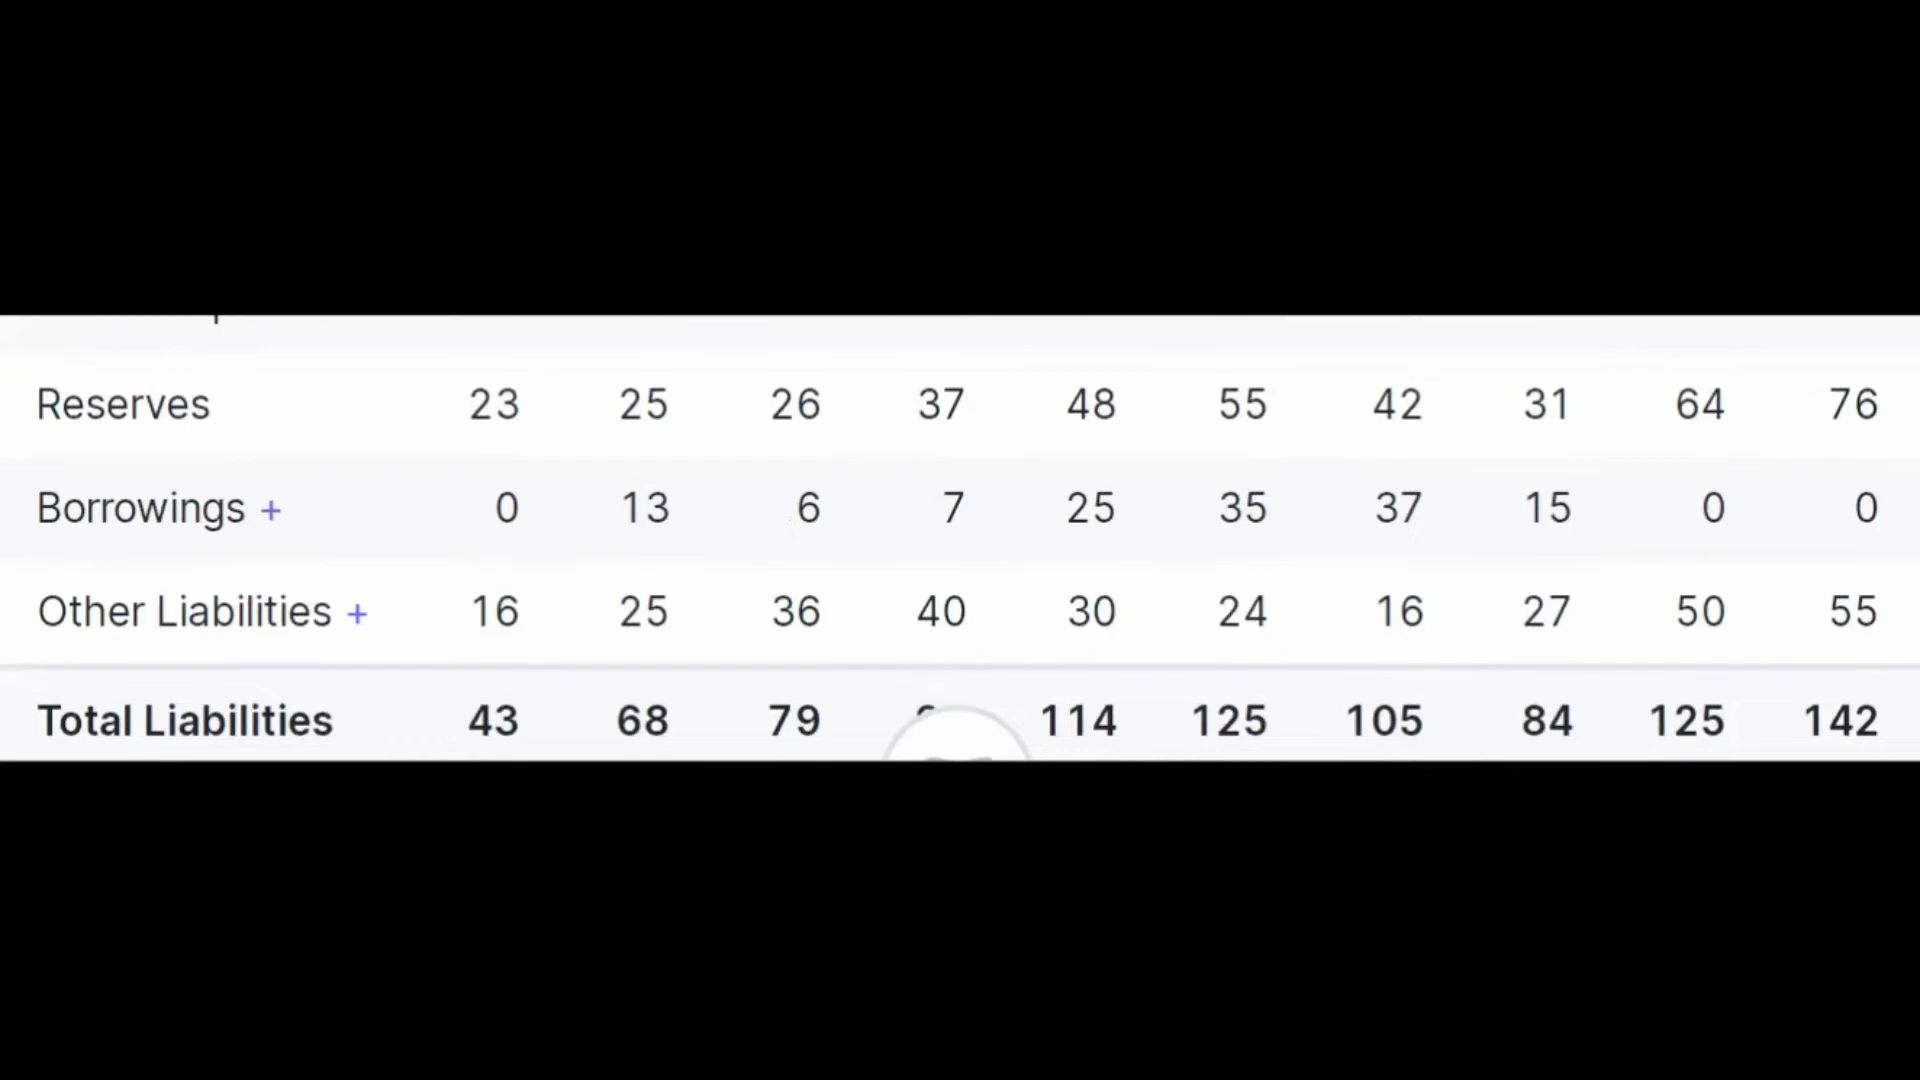 Reserves 23 25 26 37 48 55 42 31 64 76
Borrowings + 0 13 6 7 25 35 37 15 0 0
Other Liabilities + 16 25 36 40 30 24 16 27 50 55
Total Liabilities 43 68 79 114 125 105 84 125 142